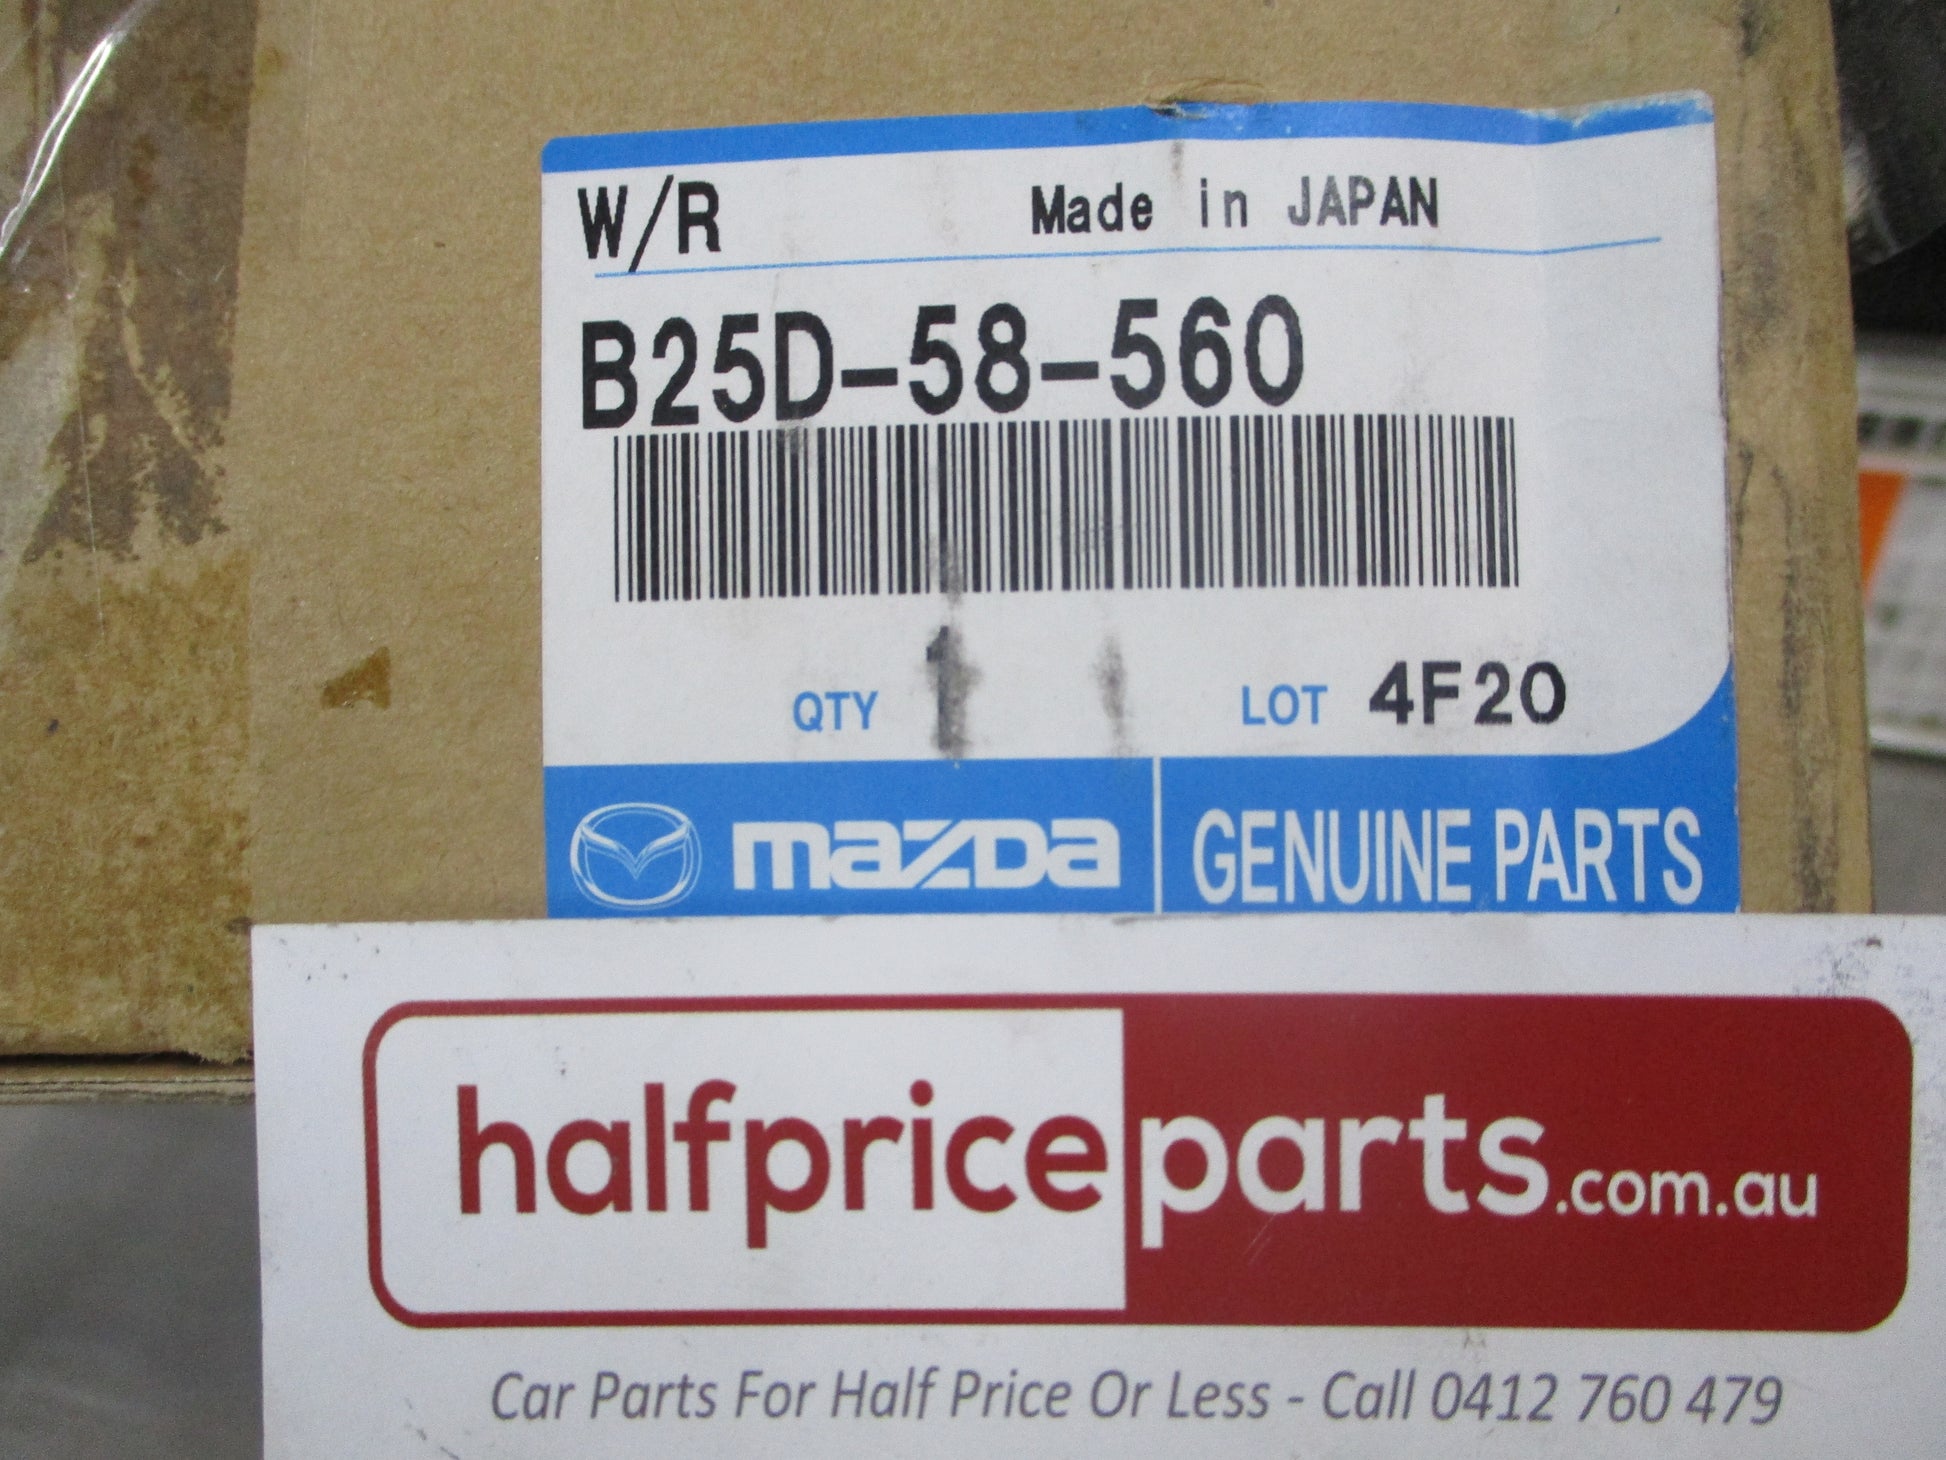 W/R Made in JAPAN
B25D-58-560
QTY 1 LOT 4F20
mazda GENUINE PARTS
halfpriceparts.com.au
Car Parts For Half Price Or Less - Call 0412 760 479